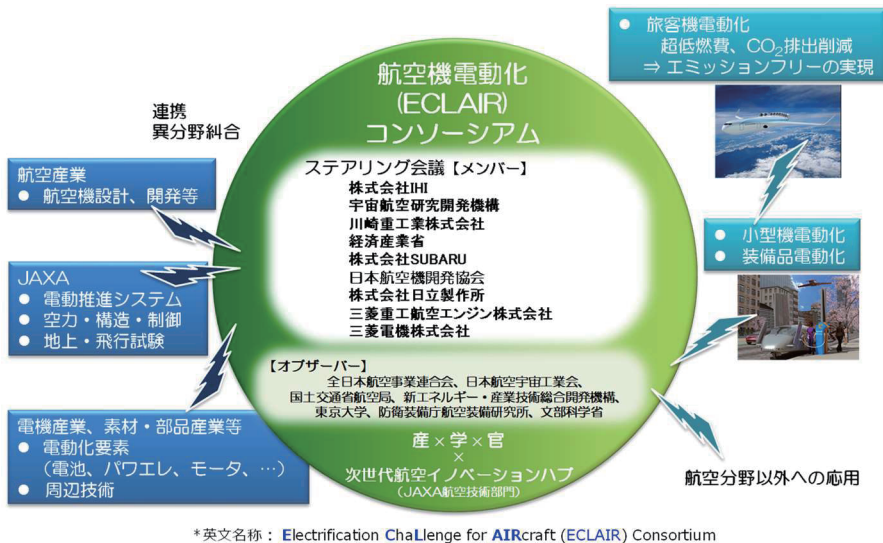 航空機電動化
(ECLAIR)
コンソーシアム
ステアリング会議【メンバー】
株式会社IHI
宇宙航空研究開発機構
川崎重工業株式会社
経済産業省
株式会社SUBARU
日本航空機開発協会
株式会社日立製作所
三菱重工航空エンジン株式会社
三菱電機株式会社
【オブザーバー】
全日本航空事業連合会、日本航空宇宙工業会、
国土交通省航空局、新エネルギー・産業技術総合開発機構、
東京大学、防衛装備庁航空装備研究所、文部科学省
産×学×官
×
次世代航空イノベーションハブ
(JAXA航空技術部門)
連携
異分野糾合
航空産業
● 航空機設計、開発等
JAXA
● 電動推進システム
● 空力・構造・制御
● 地上・飛行試験
電機産業、素材・部品産業等
● 電動化要素
(電池、パワエレ、モータ、…)
● 周辺技術
● 旅客機電動化
超低燃費、CO₂排出削減
⇒ エミッションフリーの実現
● 小型機電動化
● 装備品電動化
航空分野以外への応用
*英文名称 : Electrification ChaLlenge for AIRcraft (ECLAIR) Consortium